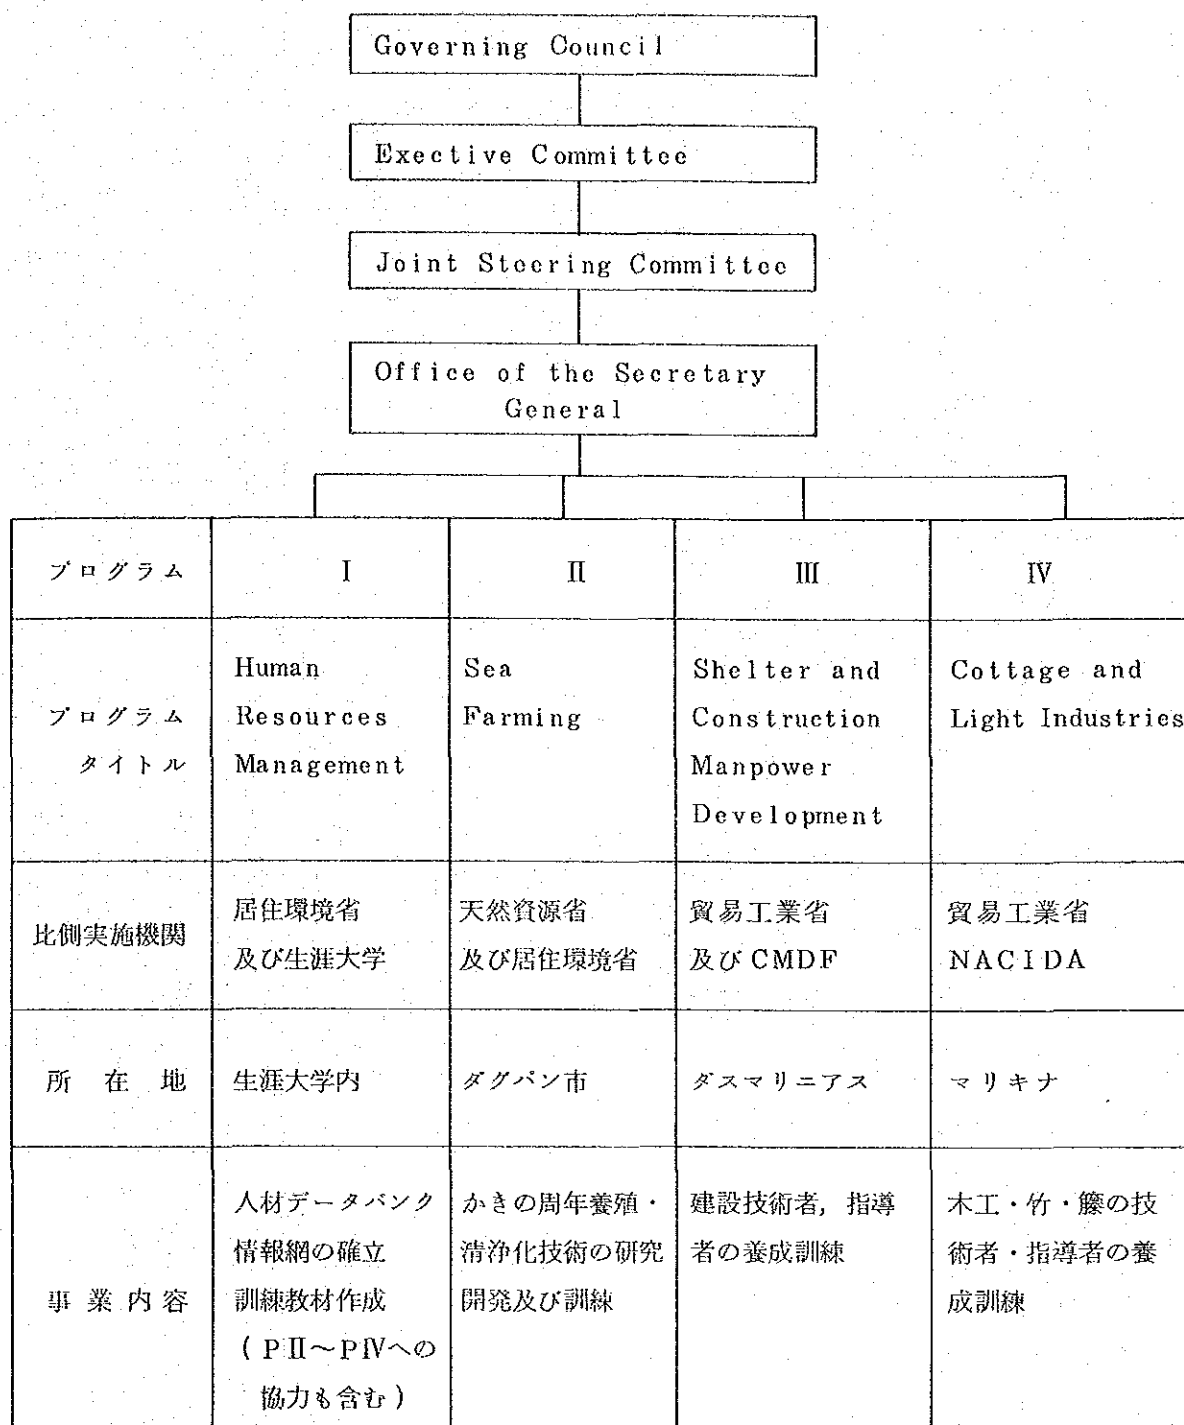 Governing Council
Exective Committee
Joint Steering Committee
Office of the Secretary
General
プログラム I II III IV
プログラム
タイトル
Human
Resources
Management
Sea
Farming
Shelter and
Construction
Manpower
Development
Cottage and
Light Industries
比側実施機関
居住環境省
及び生涯大学
天然資源省
及び居住環境省
貿易工業省
及びCMDF
貿易工業省
NACIDA
所在地 生涯大学内 ダグパン市 ダスマリニアス マリキナ
事業内容
人材データバンク
情報網の確立
訓練教材作成
(PⅡ～PⅣへの
協力も含む)
かきの周年養殖・
清浄化技術の研究
開発及び訓練
建設技術者,指導
者の養成訓練
木工・竹・籐の技
術者・指導者の養
成訓練